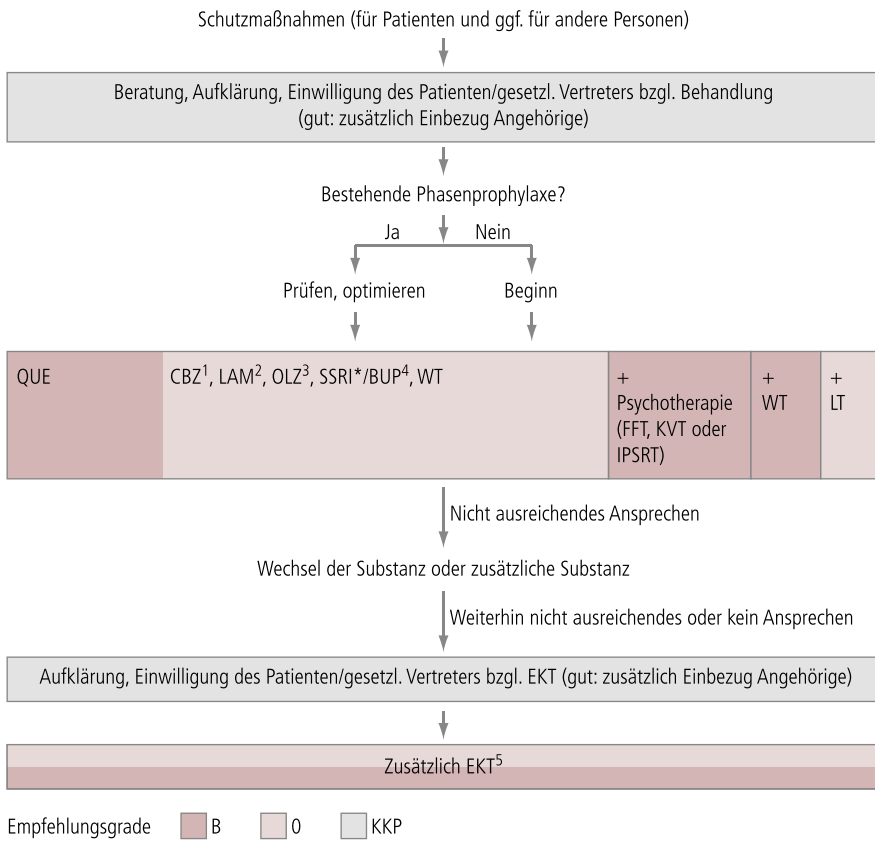 Schutzmaßnahmen (für Patienten und ggf. für andere Personen)
Beratung, Aufklärung, Einwilligung des Patienten/gesetzl. Vertreters bzgl. Behandlung
(gut: zusätzlich Einbezug Angehörige)
Bestehende Phasenprophylaxe?
Ja Nein
Prüfen, optimieren Beginn
QUE
CBZ¹, LAM², OLZ³, SSRI*/BUP⁴, WT
+
Psychotherapie
(FFT, KVT oder
IPSRT)
+
WT
+
LT
Nicht ausreichendes Ansprechen
Wechsel der Substanz oder zusätzliche Substanz
Weiterhin nicht ausreichendes oder kein Ansprechen
Aufklärung, Einwilligung des Patienten/gesetzl. Vertreters bzgl. EKT (gut: zusätzlich Einbezug Angehörige)
Zusätzlich EKT⁵
Empfehlungsgrade B 0 KKP